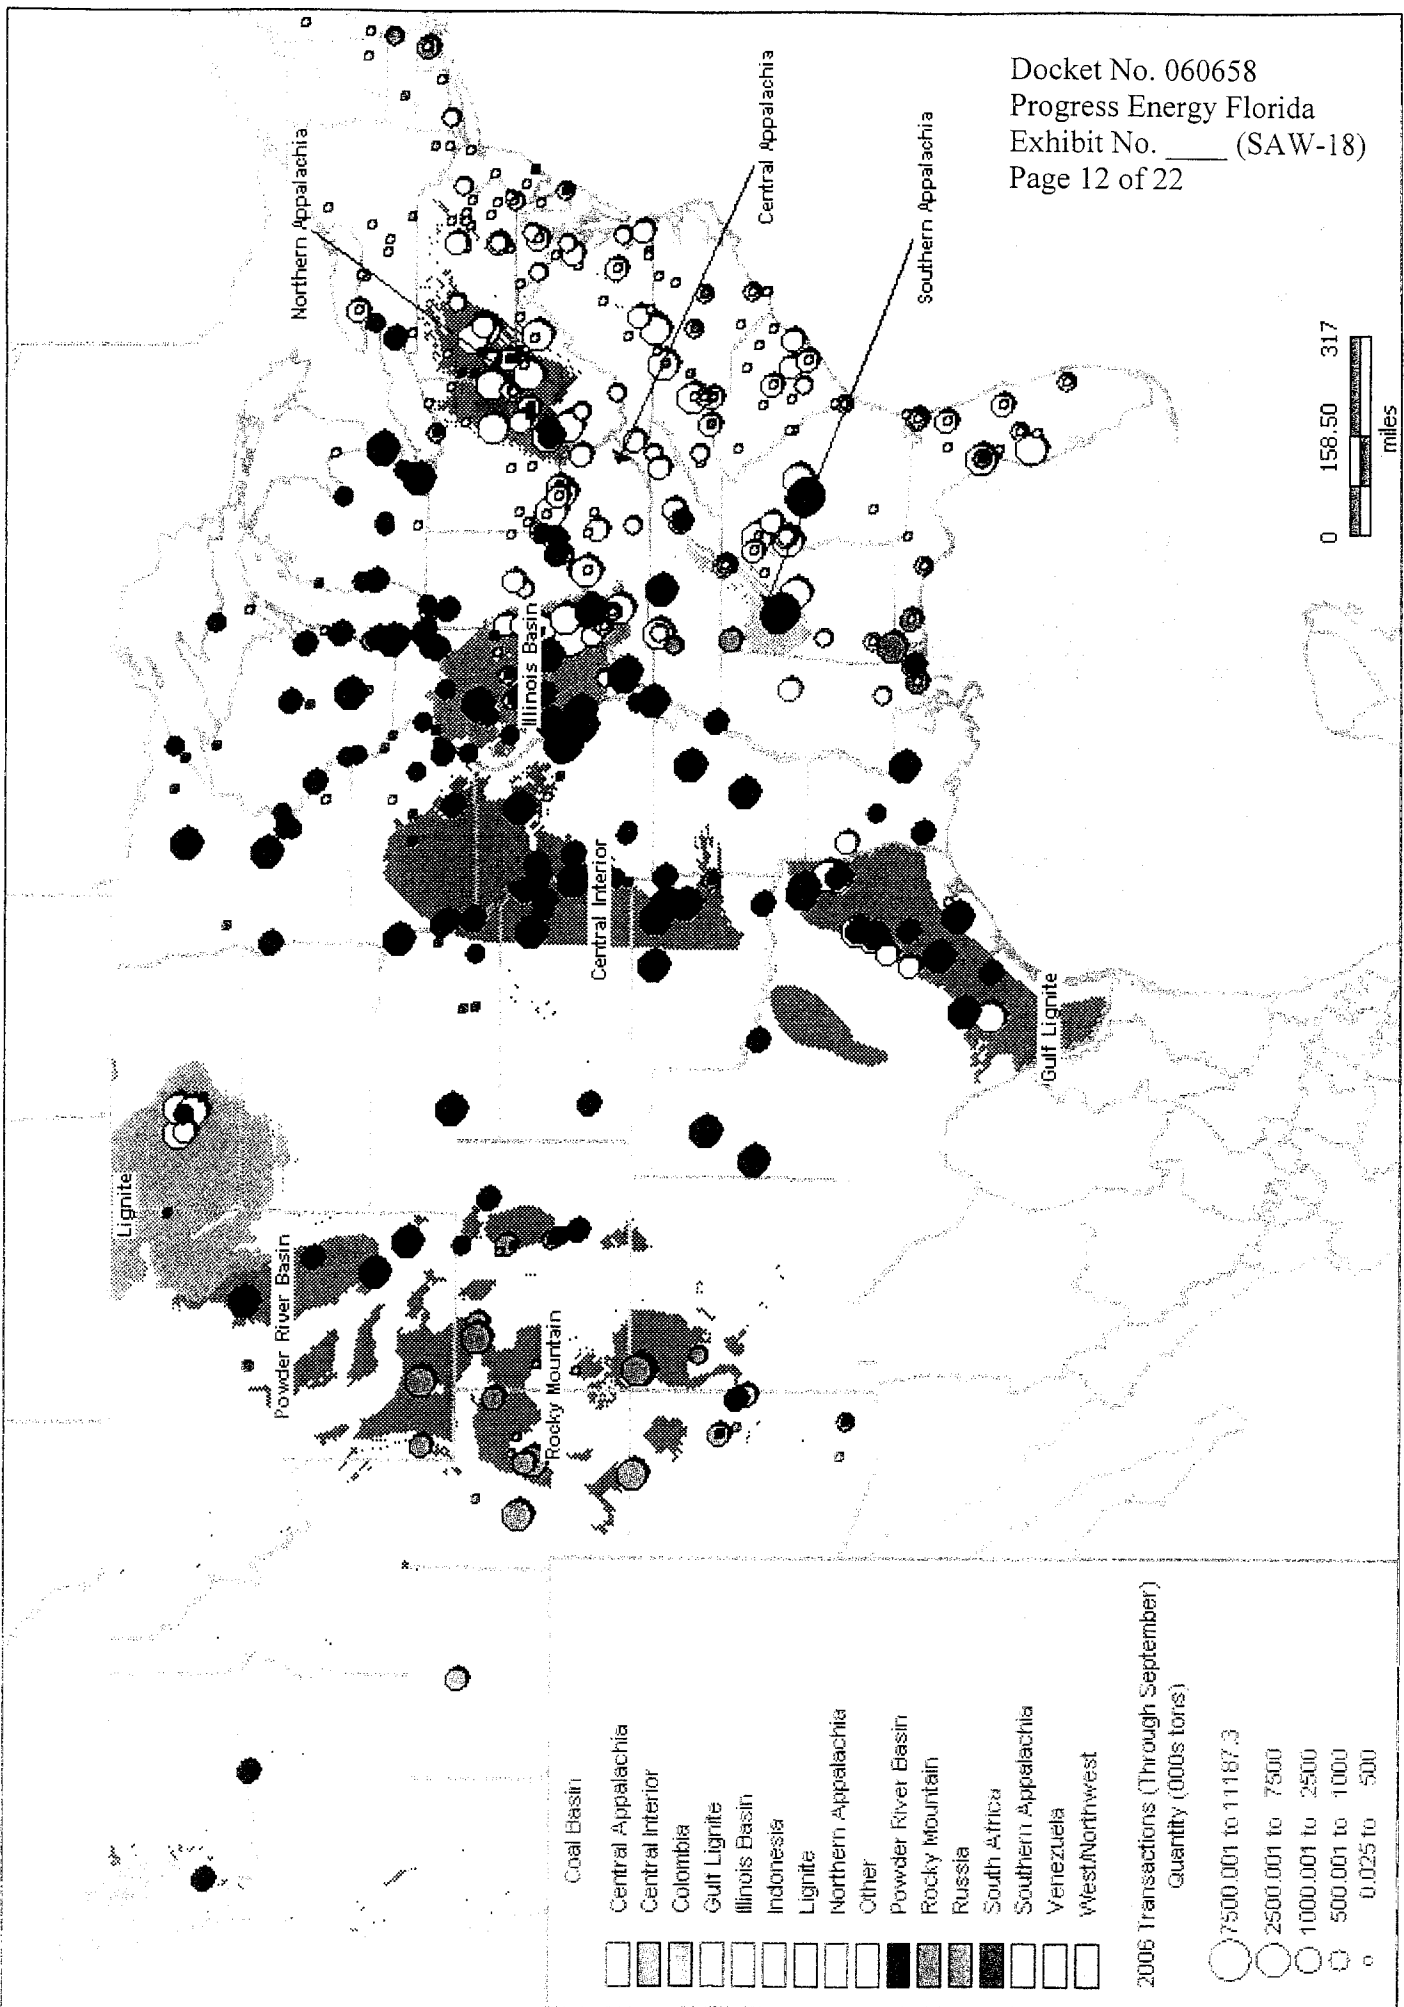 Docket No. 060658
Progress Energy Florida
Exhibit No. ____ (SAW-18)
Page 12 of 22
Northern Appalachia
Central Appalachia
Southern Appalachia
Illinois Basin
Central Interior
Gulf Lignite
Lignite
Powder River Basin
Rocky Mountain
0 158.50 317
miles
Coal Basin
Central Appalachia
Central Interior
Colombia
Gulf Lignite
Illinois Basin
Indonesia
Lignite
Northern Appalachia
Other
Powder River Basin
Rocky Mountain
Russia
South Africa
Southern Appalachia
Venezuela
West/Northwest
2006 Transactions (Through September)
Quantity (000s tons)
7500.001 to 11187.3
2500.001 to 7500
1000.001 to 2500
500.001 to 1000
0.025 to 500